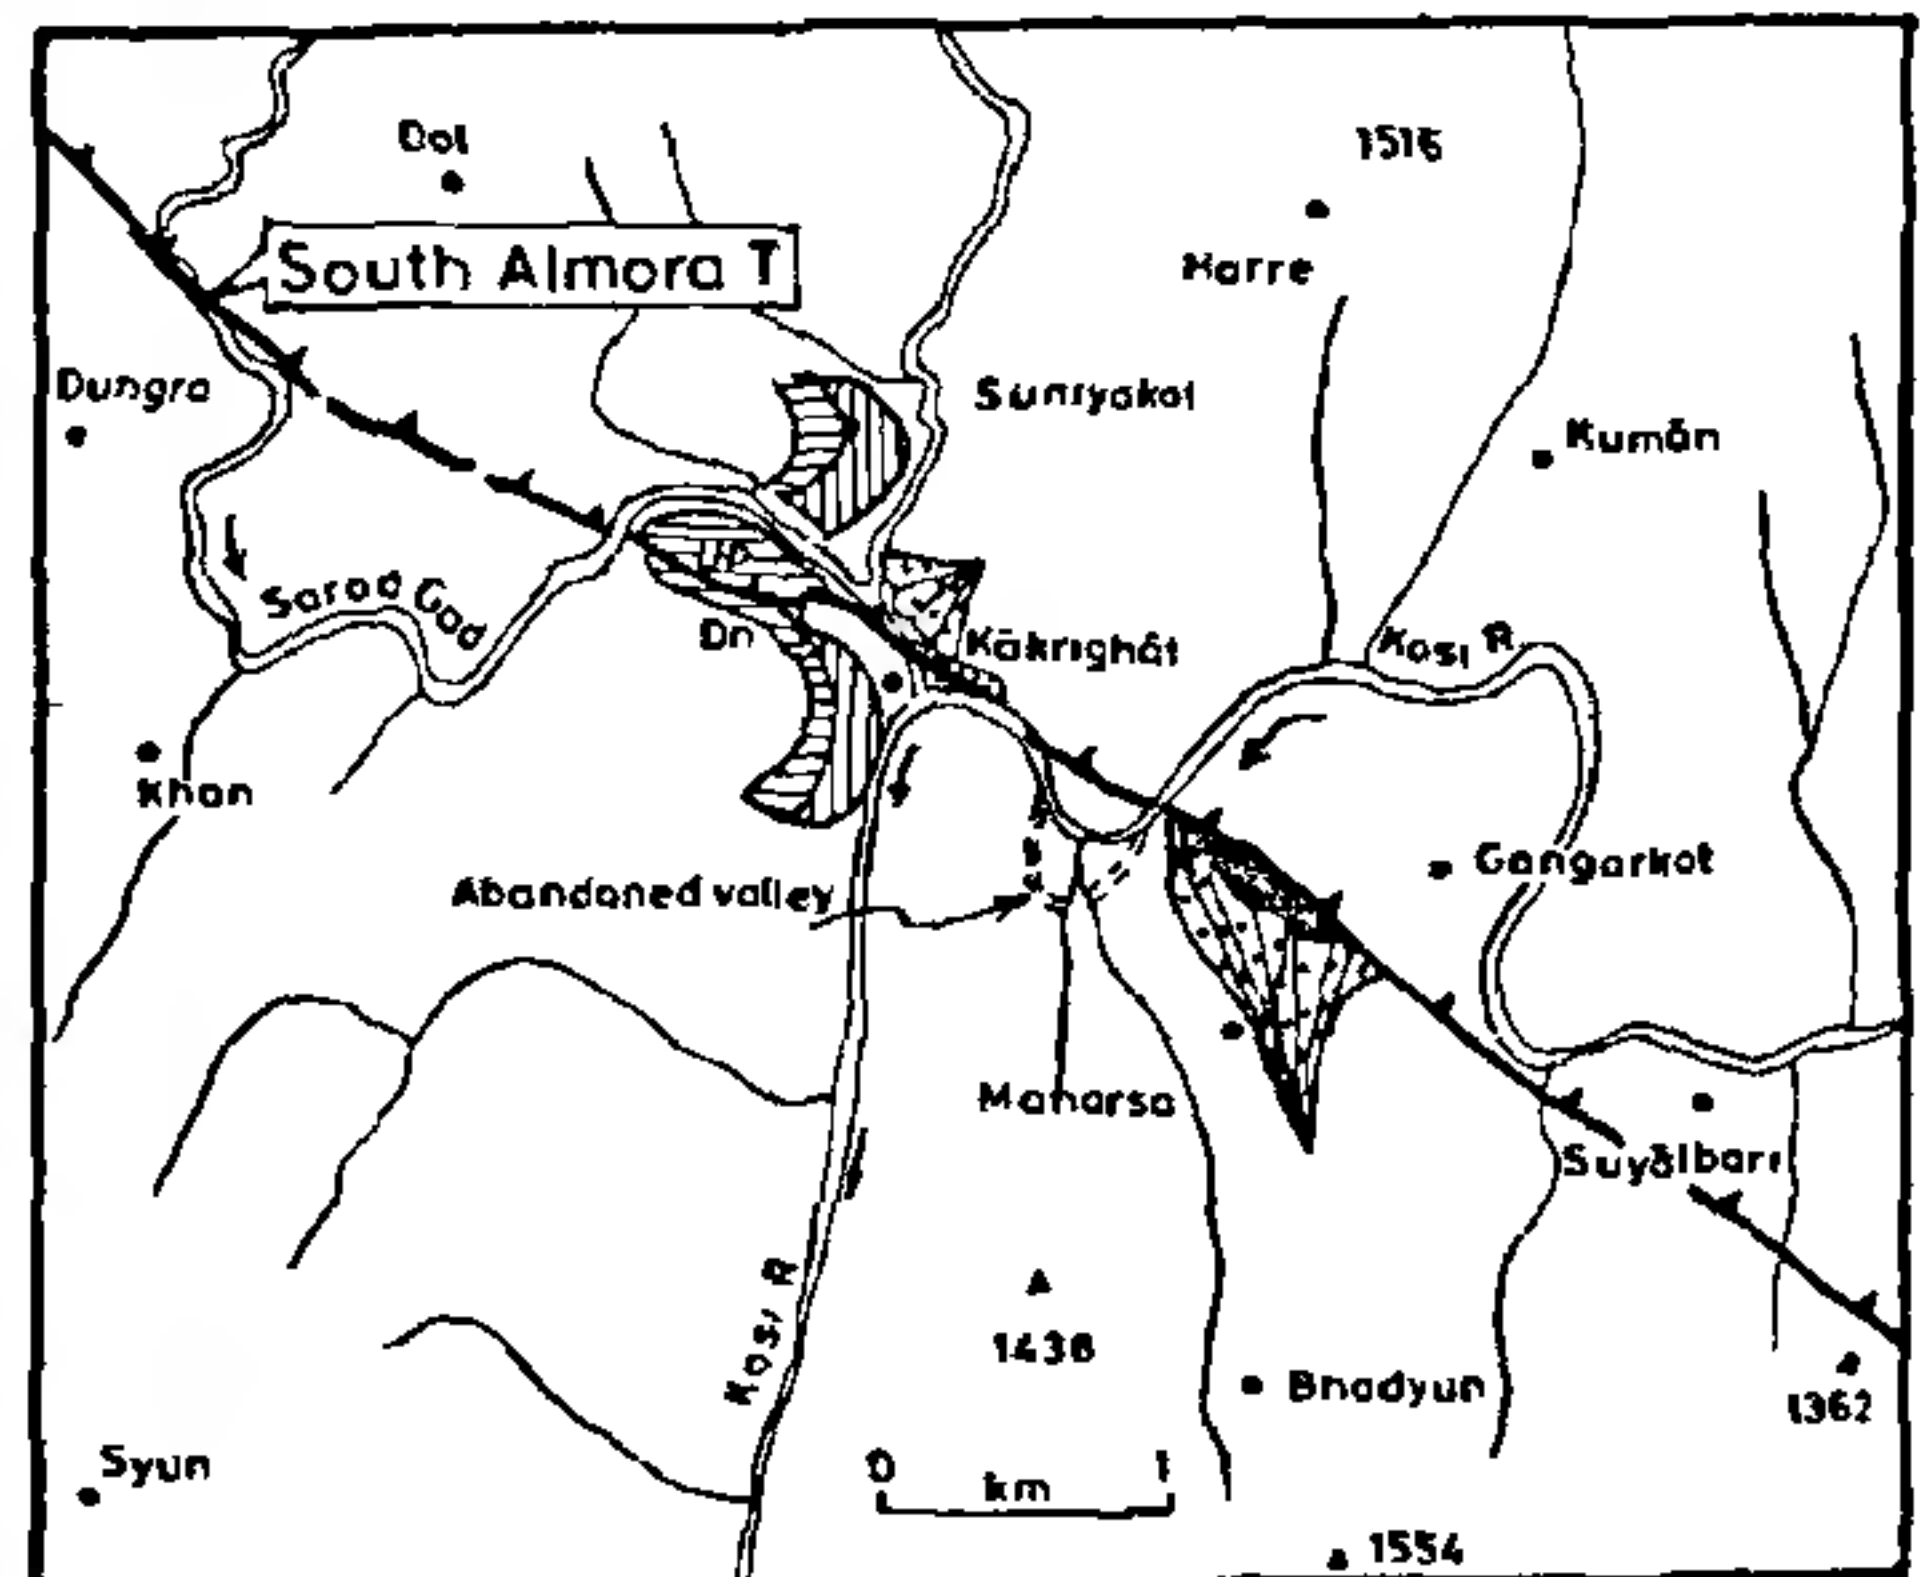 Dol
1516
South Almora T
Harre
Dungra
Sunryakot
Kumān
Sarad Gad
Dn
Kākrighāt
Kosi R
Khan
Abandoned valley
Gangarkot
Maharsa
Suyālbari
Kosi R
1438
Bhadyun
1362
Syun
0 1
km
1554